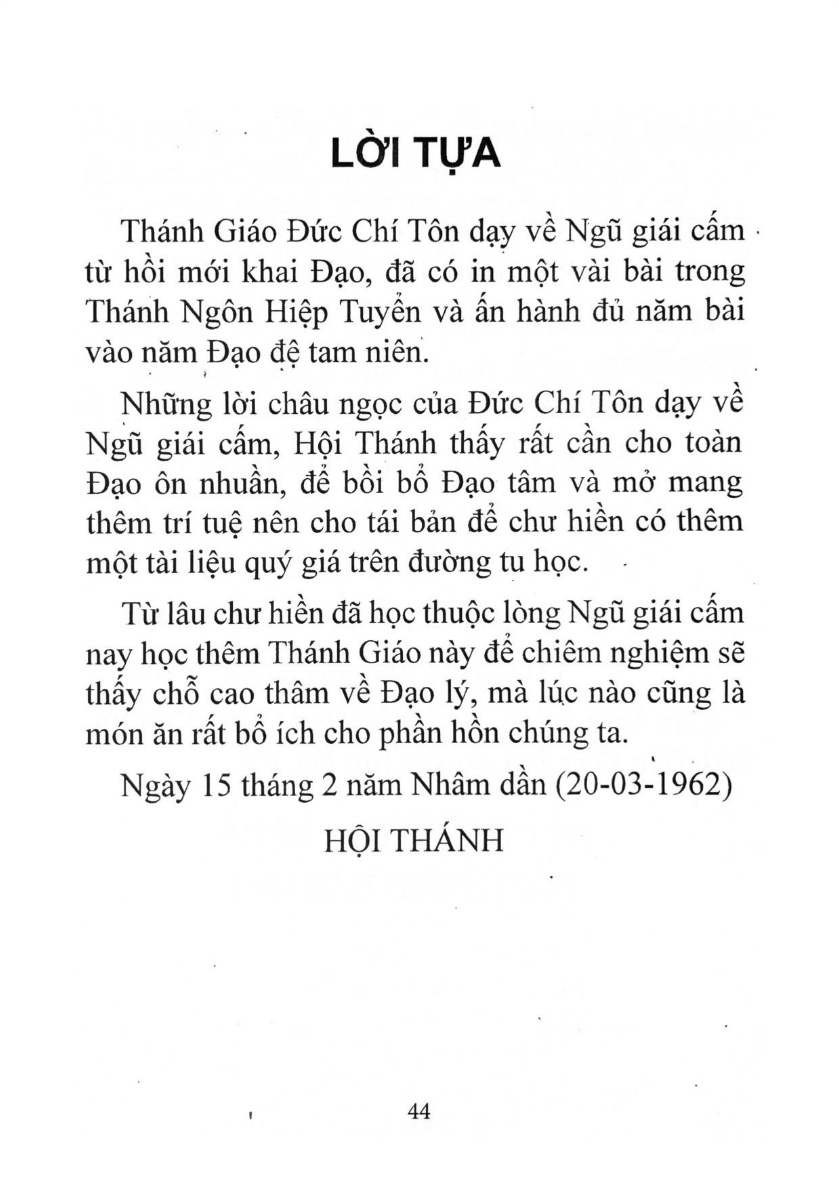 LỜI TỰA
Thánh Giáo Đức Chí Tôn dạy về Ngũ giái cấm
từ hồi mới khai Đạo, đã có in một vài bài trong
Thánh Ngôn Hiệp Tuyển và ấn hành đủ năm bài
vào năm Đạo đệ tam niên.
Những lời châu ngọc của Đức Chí Tôn dạy về
Ngũ giái cấm, Hội Thánh thấy rất cần cho toàn
Đạo ôn nhuần, để bồi bổ Đạo tâm và mở mang
thêm trí tuệ nên cho tái bản để chư hiền có thêm
một tài liệu quý giá trên đường tu học.
Từ lâu chư hiền đã học thuộc lòng Ngũ giái cấm
nay học thêm Thánh Giáo này để chiêm nghiệm sẽ
thấy chỗ cao thâm về Đạo lý, mà lúc nào cũng là
món ăn rất bổ ích cho phần hồn chúng ta.
Ngày 15 tháng 2 năm Nhâm dần (20-03-1962)
HỘI THÁNH
44